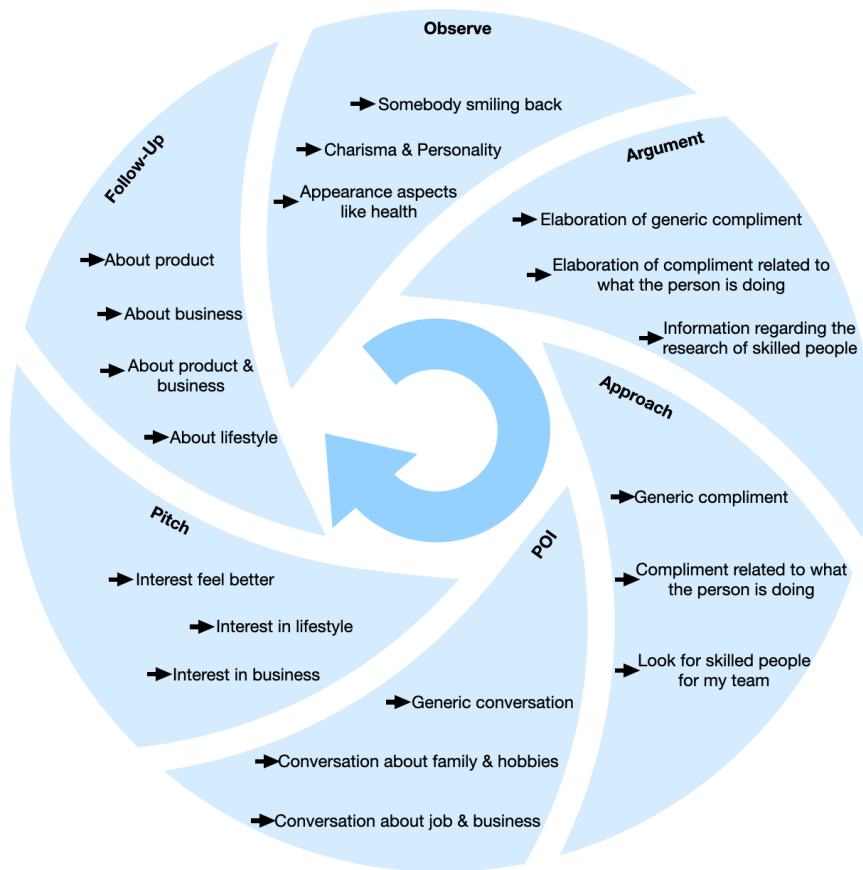 Observe
Somebody smiling back
Charisma & Personality
Appearance aspects
like health
Argument
Elaboration of generic compliment
Elaboration of compliment related to
what the person is doing
Information regarding the
research of skilled people
Approach
Generic compliment
Compliment related to what
the person is doing
Look for skilled people
for my team
POI
Generic conversation
Conversation about family & hobbies
Conversation about job & business
Pitch
Interest feel better
Interest in lifestyle
Interest in business
Follow-Up
About product
About business
About product &
business
About lifestyle